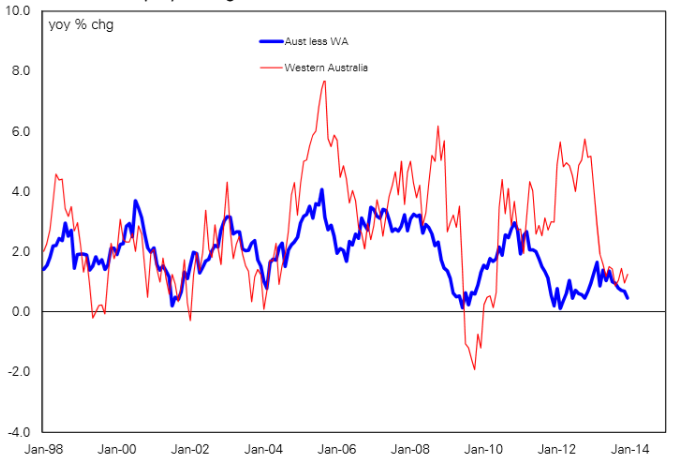 10.0
yoy % chg
Aust less WA
Western Australia
8.0
6.0
4.0
2.0
0.0
-2.0
-4.0
Jan-98 Jan-00 Jan-02 Jan-04 Jan-06 Jan-08 Jan-10 Jan-12 Jan-14